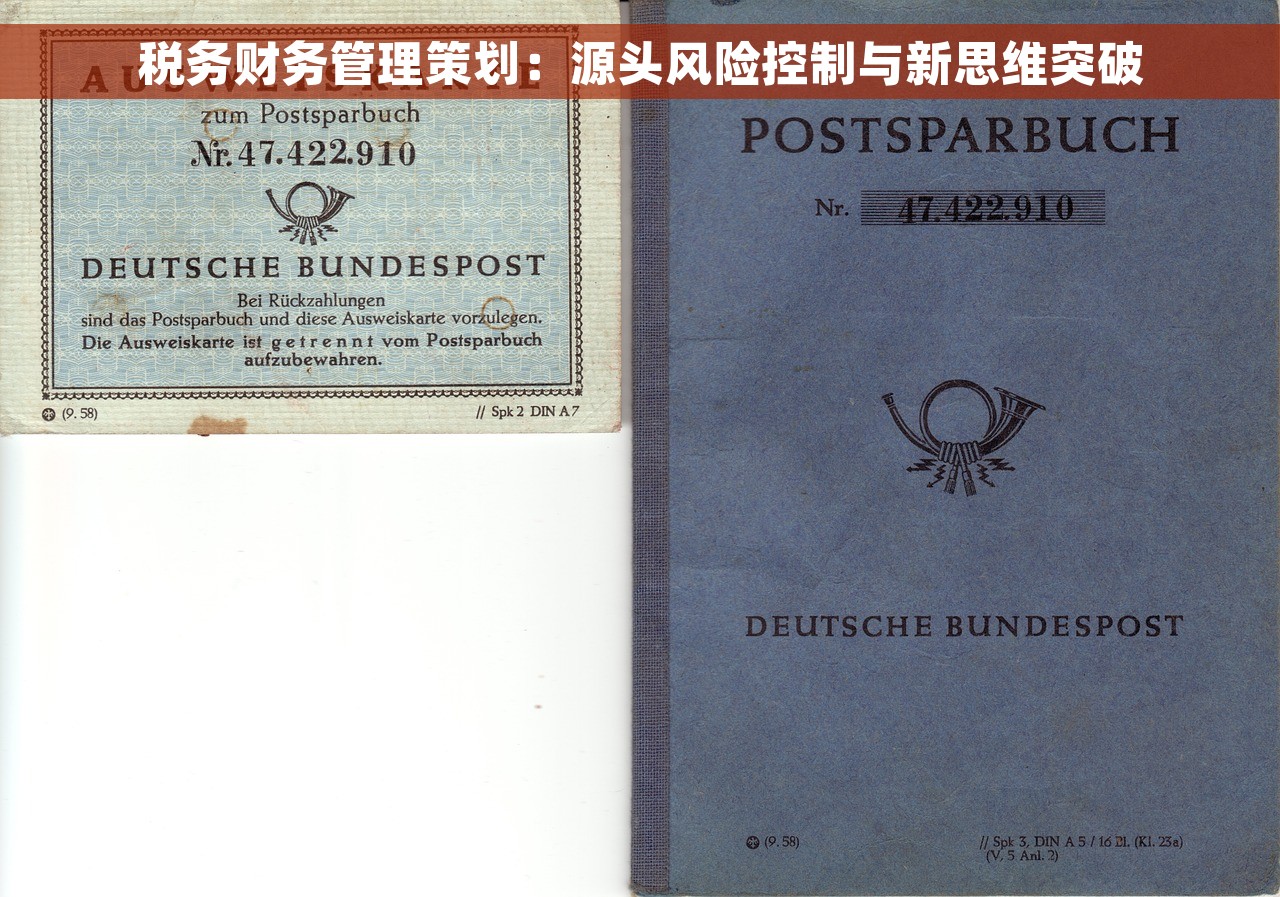 税务财务管理策划：源头风险控制与新思维突破
AUSWEISKARTE
zum Postsparbuch
Nr. 47.422.910
DEUTSCHE BUNDESPOST
Bei Rückzahlungen
sind das Postsparbuch und diese Ausweiskarte vorzulegen.
Die Ausweiskarte ist getrennt vom Postsparbuch
aufzubewahren.
(9. 58)
// Spk 2 DIN A 7
POSTSPARBUCH
Nr. 47.422.910
DEUTSCHE BUNDESPOST
(9. 58)
// Spk 3, DIN A 5 / 16 Bl. (Kl. 23a)
(V, 5 Anl. 2)